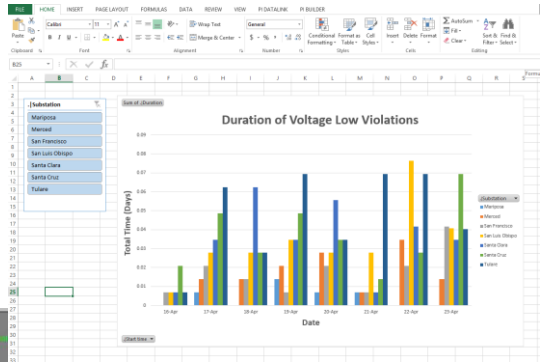 FILE HOME INSERT PAGE LAYOUT FORMULAS DATA REVIEW VIEW PI DATALINK PI BUILDER
Calibri 11 Wrap Text General AutoSum
Paste B I U Merge & Center $ % Conditional Format as Cell Insert Delete Format Fill Sort & Find &
Formatting Table Styles Clear Filter Select
Clipboard Font Alignment Number Styles Cells Editing
B25 fx
A B C D E F G H I J K L M N O P Q R
Substation
Mariposa
Merced
San Francisco
San Luis Obispo
Santa Clara
Santa Cruz
Tulare
Sum of .Duration
Duration of Voltage Low Violations
Total Time (Days)
0.09
0.08
0.07
0.06
0.05
0.04
0.03
0.02
0.01
0
16-Apr 17-Apr 18-Apr 19-Apr 20-Apr 21-Apr 22-Apr 23-Apr
Date
.Start time
.Substation
Mariposa
Merced
San Francisco
San Luis Obispo
Santa Clara
Santa Cruz
Tulare